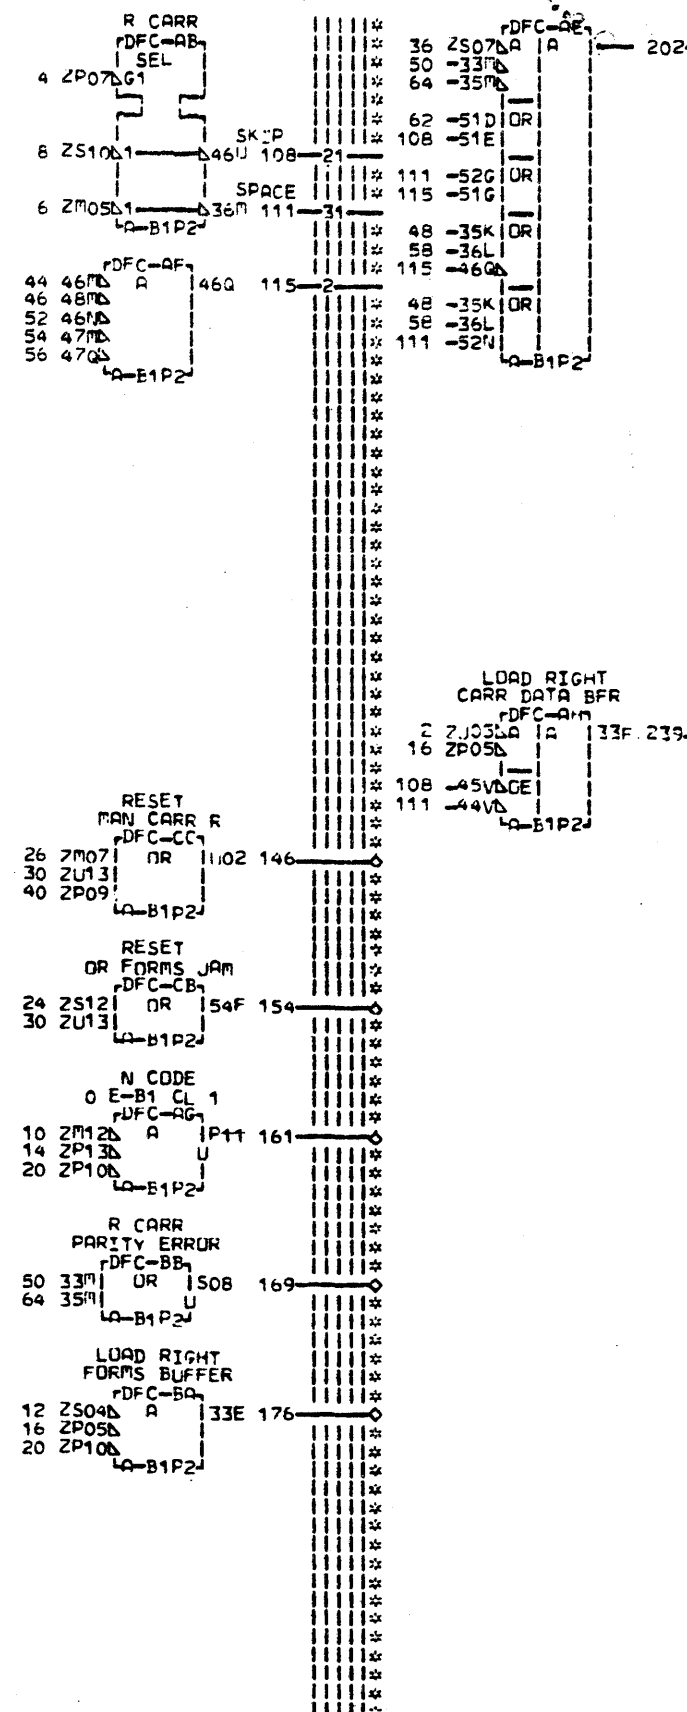 R CARR
DFC-AB
SEL
4 ZP07 G1
SKIP
8 ZS10 1 46U 108 21
SPACE
6 ZM05 1 36M 111 31
A-B1P2
DFC-AF
44 46M A 46Q 115 2
46 48M
52 46N
54 47M
56 47Q
A-B1P2
RESET
MAN CARR R
DFC-CC
26 ZM07 OR U02 146
30 ZU13
40 ZP09
A-B1P2
RESET
OR FORMS JAM
DFC-CB
24 ZS12 OR 54F 154
30 ZU13
A-B1P2
N CODE
0 E-B1 CL 1
DFC-AG
10 ZM12 A P11 161
14 ZP13 U
20 ZP10
A-B1P2
R CARR
PARITY ERROR
DFC-BB
50 33M OR S08 169
64 35M U
A-B1P2
LOAD RIGHT
FORMS BUFFER
DFC-BA
12 ZS04 A 33E 176
16 ZP05
20 ZP10
A-B1P2
DFC-AE
36 ZS07 A A 202
50 -33M
64 -35M
62 -51D OR
108 -51E
111 -52G OR
115 -51G
48 -35K OR
58 -36L
115 -46Q
48 -35K OR
58 -36L
111 -52N
A-B1P2
LOAD RIGHT
CARR DATA BFR
DFC-AH
2 ZU03 A A 33F 239
16 ZP05
108 -45V OE
111 -44V
A-B1P2